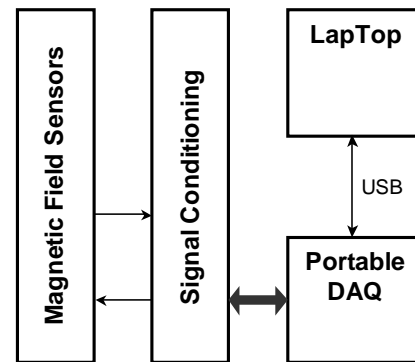 Magnetic Field Sensors
Signal Conditioning
LapTop
USB
Portable
DAQ